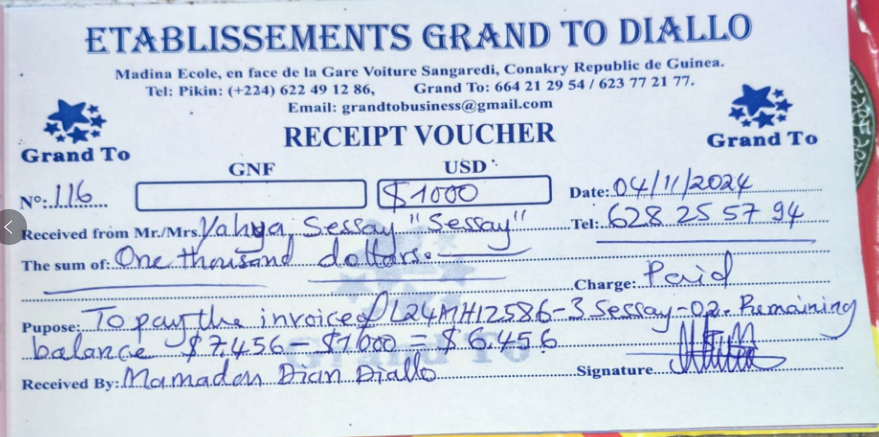 ETABLISSEMENTS GRAND TO DIALLO
Madina Ecole, en face de la Gare Voiture Sangaredi, Conakry Republic de Guinea.
Tel: Pikin: (+224) 622 49 12 86, Grand To: 664 21 29 54 / 623 77 21 77.
Email: grandtobusiness@gmail.com
RECEIPT VOUCHER
Grand To
Grand To
GNF USD
Nº: 116 $1000 Date: 04/11/2024
Received from Mr./Mrs. Yahya Sessay "Sessay" Tel: 628 25 57 94
The sum of: One thousand dollars.
Charge: Paid
Pupose: To pay the invoice of L24MH12586-3 Sessay-02. Remaining
balance $7.456 - $1000 = $6.456
Received By: Mamadou Dian Diallo Signature